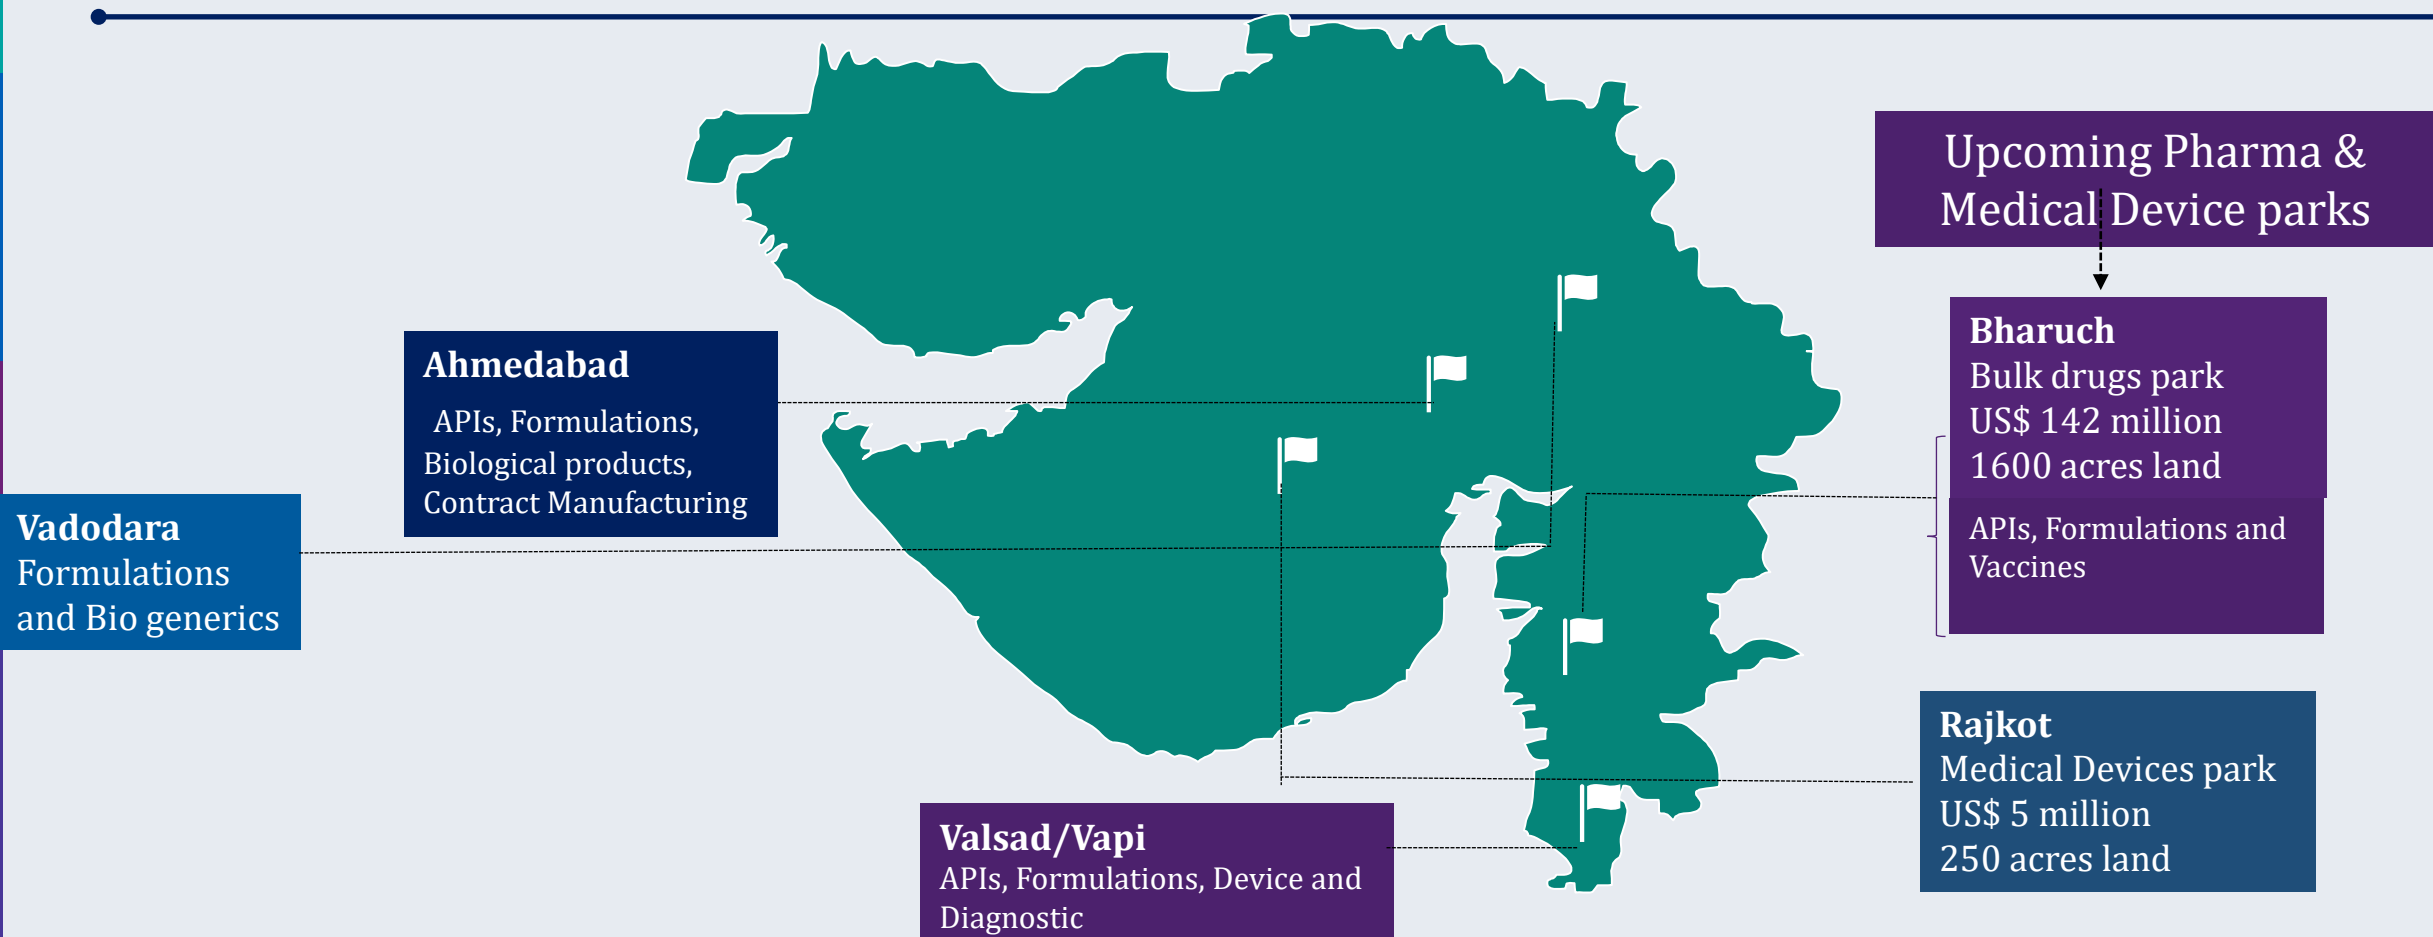 Upcoming Pharma &
Medical Device parks
Ahmedabad
APIs, Formulations,
Biological products,
Contract Manufacturing
Vadodara
Formulations
and Bio generics
Bharuch
Bulk drugs park
US$ 142 million
1600 acres land
APIs, Formulations and
Vaccines
Rajkot
Medical Devices park
US$ 5 million
250 acres land
Valsad/Vapi
APIs, Formulations, Device and
Diagnostic